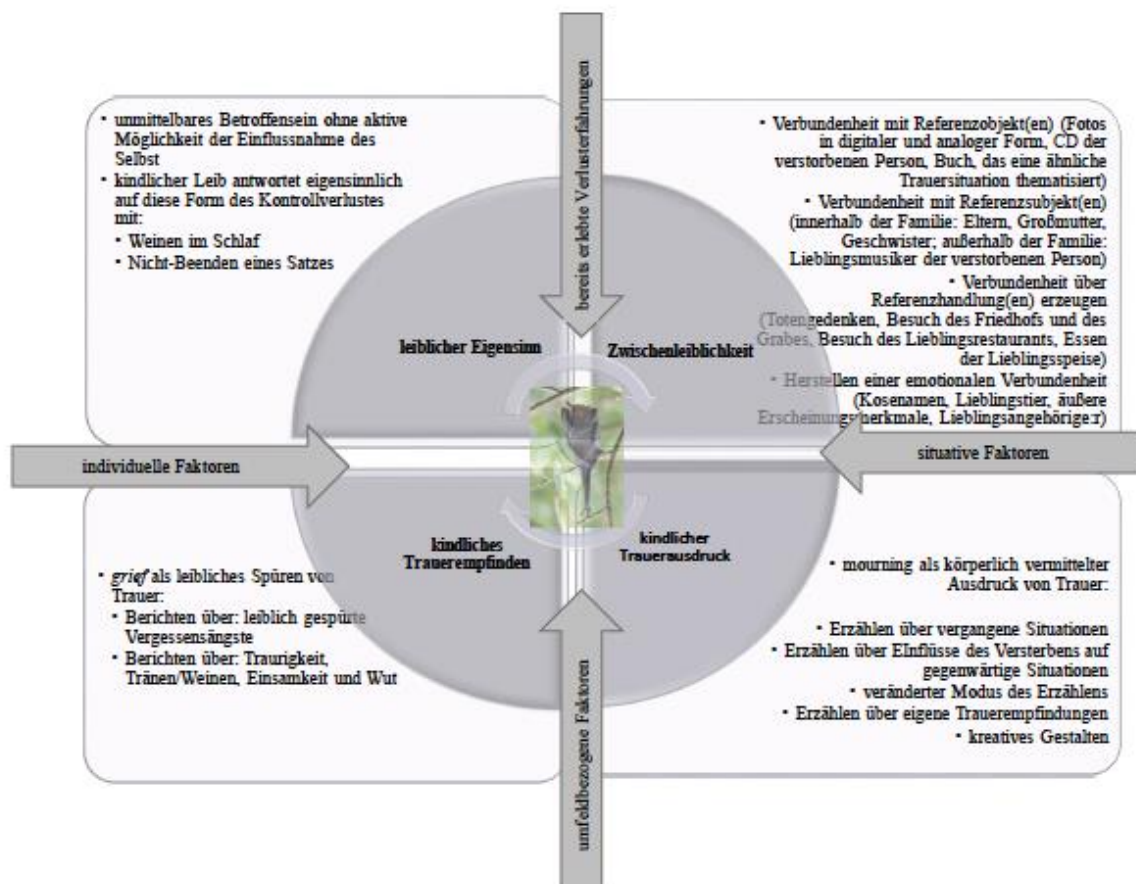 bereits erlebte Verlusterfahrungen
• unmittelbares Betroffensein ohne aktive
Möglichkeit der Einflussnahme des
Selbst
• kindlicher Leib antwortet eigensinnlich
auf diese Form des Kontrollverlustes
mit:
• Weinen im Schlaf
• Nicht-Beenden eines Satzes
• Verbundenheit mit Referenzobjekt(en) (Fotos
in digitaler und analoger Form, CD der
verstorbenen Person, Buch, das eine ähnliche
Trauersituation thematisiert)
• Verbundenheit mit Referenzsubjekt(en)
(innerhalb der Familie: Eltern, Großmutter,
Geschwister; außerhalb der Familie:
Lieblingsmusiker der verstorbenen Person)
• Verbundenheit über
Referenzhandlung(en) erzeugen
(Totengedenken, Besuch des Friedhofs und des
Grabes, Besuch des Lieblingsrestaurants, Essen
der Lieblingsspeise)
• Herstellen einer emotionalen Verbundenheit
(Kosenamen, Lieblingstier, äußere
Erscheinungsmerkmale, Lieblingsangehörige:r)
leiblicher Eigensinn
Zwischenleiblichkeit
individuelle Faktoren
situative Faktoren
kindliches
Trauerempfinden
kindlicher
Trauerausdruck
• grief als leibliches Spüren von
Trauer:
• Berichten über: leiblich gespürte
Vergessensängste
• Berichten über: Traurigkeit,
Tränen/Weinen, Einsamkeit und Wut
• mourning als körperlich vermittelter
Ausdruck von Trauer:
• Erzählen über vergangene Situationen
• Erzählen über EInflüsse des Versterbens auf
gegenwärtige Situationen
• veränderter Modus des Erzählens
• Erzählen über eigene Trauerempfindungen
• kreatives Gestalten
umfeldbezogene Faktoren